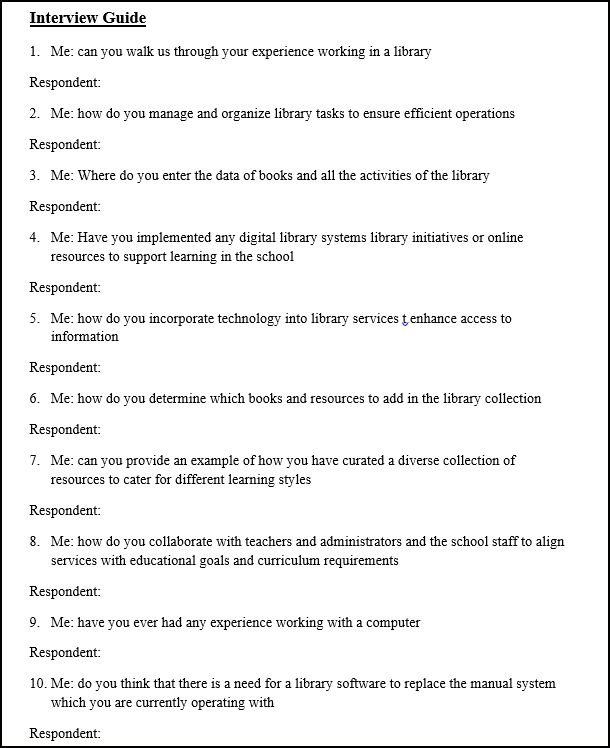 Interview Guide
1. Me: can you walk us through your experience working in a library
Respondent:
2. Me: how do you manage and organize library tasks to ensure efficient operations
Respondent:
3. Me: Where do you enter the data of books and all the activities of the library
Respondent:
4. Me: Have you implemented any digital library systems library initiatives or online
resources to support learning in the school
Respondent:
5. Me: how do you incorporate technology into library services t enhance access to
information
Respondent:
6. Me: how do you determine which books and resources to add in the library collection
Respondent:
7. Me: can you provide an example of how you have curated a diverse collection of
resources to cater for different learning styles
Respondent:
8. Me: how do you collaborate with teachers and administrators and the school staff to align
services with educational goals and curriculum requirements
Respondent:
9. Me: have you ever had any experience working with a computer
Respondent:
10. Me: do you think that there is a need for a library software to replace the manual system
which you are currently operating with
Respondent: